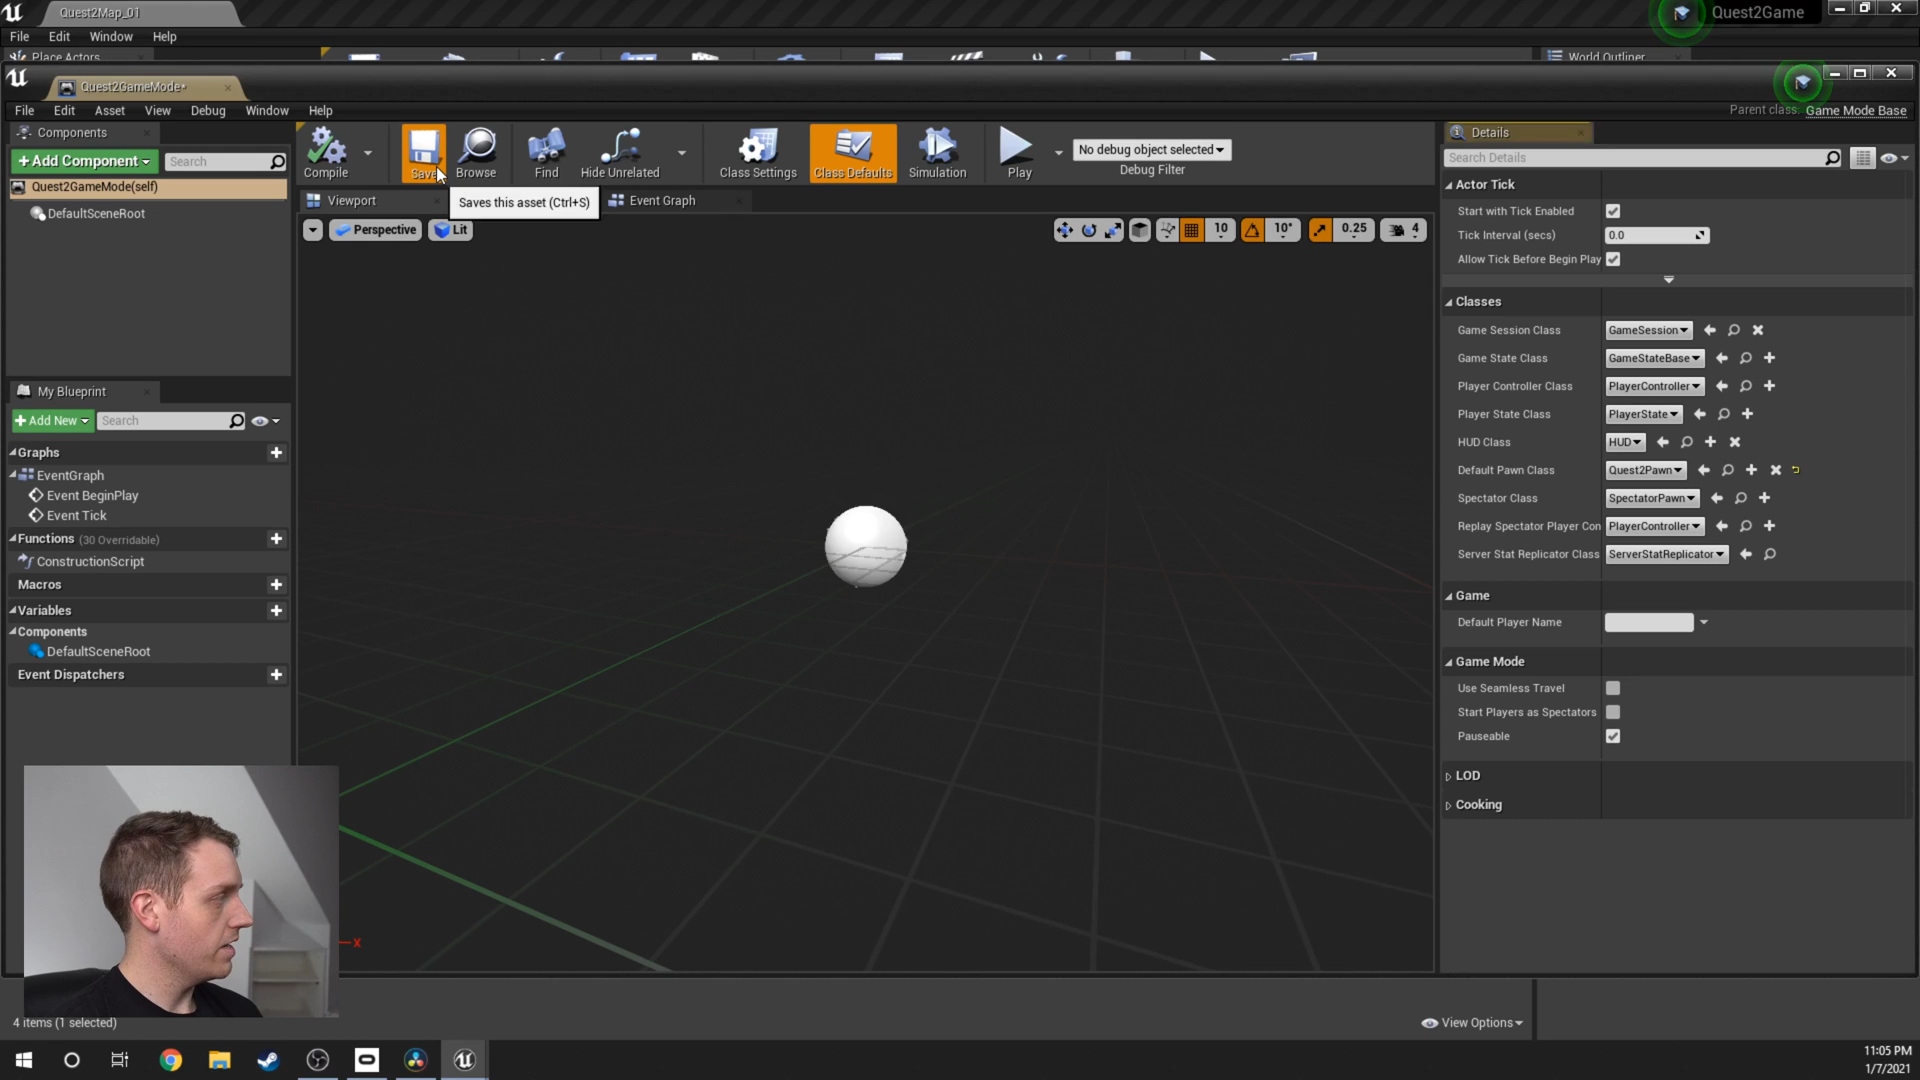 Quest2Map_01
Quest2Game
File Edit Window Help
Place Actors
World Outliner
Quest2GameMode*
File Edit Asset View Debug Window Help
Parent class: Game Mode Base
Components
+Add Component
Search
Quest2GameMode(self)
DefaultSceneRoot
Compile
Save
Browse
Find
Hide Unrelated
Class Settings
Class Defaults
Simulation
Play
No debug object selected
Debug Filter
Saves this asset (Ctrl+S)
Viewport
Event Graph
Perspective
Lit
10
10°
0.25
4
My Blueprint
+Add New
Search
Graphs
EventGraph
Event BeginPlay
Event Tick
Functions (30 Overridable)
ConstructionScript
Macros
Variables
Components
DefaultSceneRoot
Event Dispatchers
X
Details
Search Details
Actor Tick
Start with Tick Enabled
Tick Interval (secs) 0.0
Allow Tick Before Begin Play
Classes
Game Session Class GameSession
Game State Class GameStateBase
Player Controller Class PlayerController
Player State Class PlayerState
HUD Class HUD
Default Pawn Class Quest2Pawn
Spectator Class SpectatorPawn
Replay Spectator Player Con PlayerController
Server Stat Replicator Class ServerStatReplicator
Game
Default Player Name
Game Mode
Use Seamless Travel
Start Players as Spectators
Pauseable
LOD
Cooking
4 items (1 selected)
View Options
11:05 PM
1/7/2021